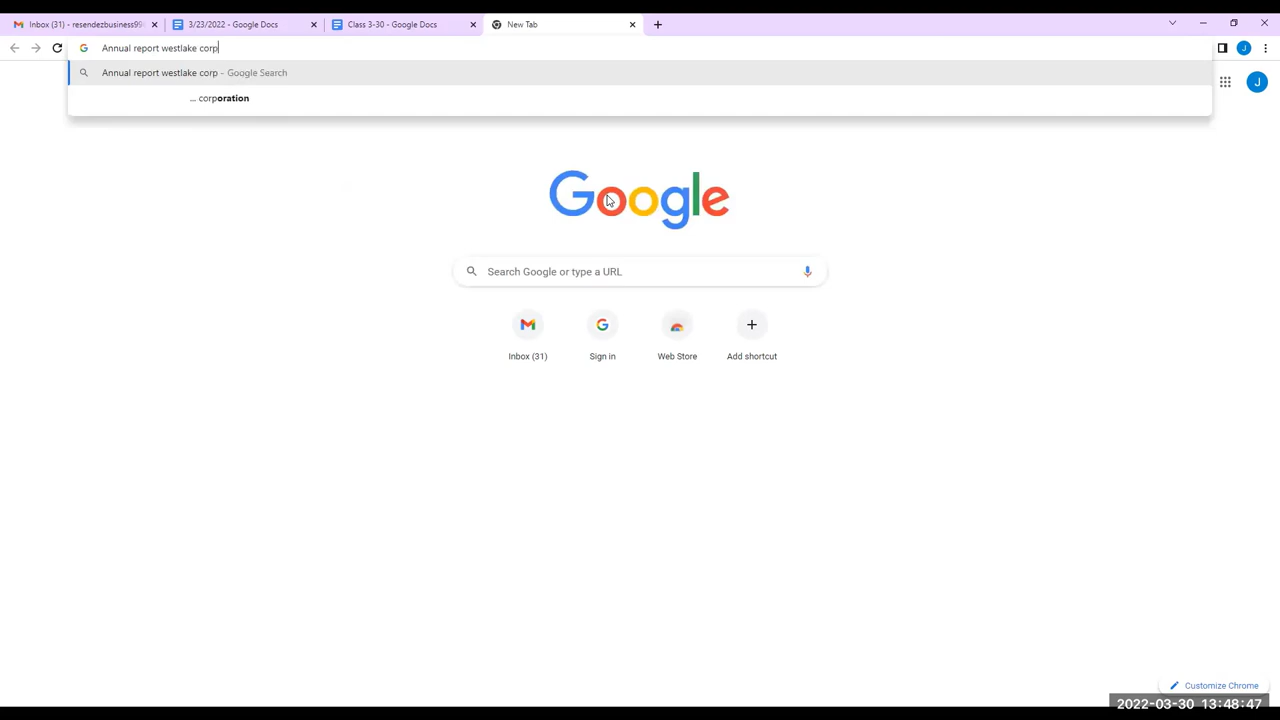 Inbox (31) - resendezbusiness99
3/23/2022 - Google Docs
Class 3-30 - Google Docs
New Tab
Annual report westlake corp
J
Annual report westlake corp - Google Search
... corporation
J
Google
Search Google or type a URL
Inbox (31)
Sign in
Web Store
Add shortcut
Customize Chrome
2022-03-30 13:48:47